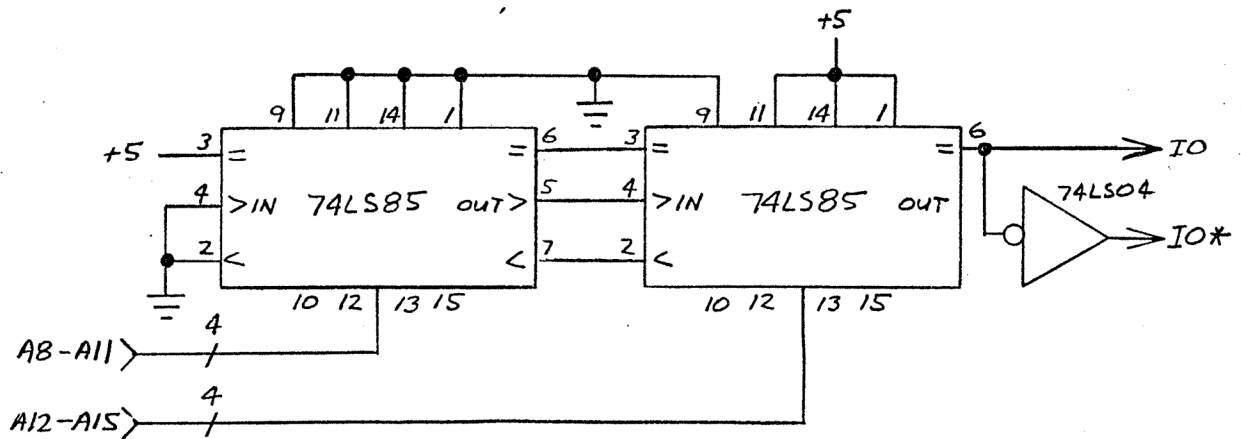 +5
9 11 14 1 9 11 14 1
+5 3 = = 6 3 = = 6 IO
4 >IN 74LS85 OUT> 5 4 >IN 74LS85 OUT 74LS04
2 < < 7 2 < IO*
10 12 13 15 10 12 13 15
A8-A11 4
A12-A15 4